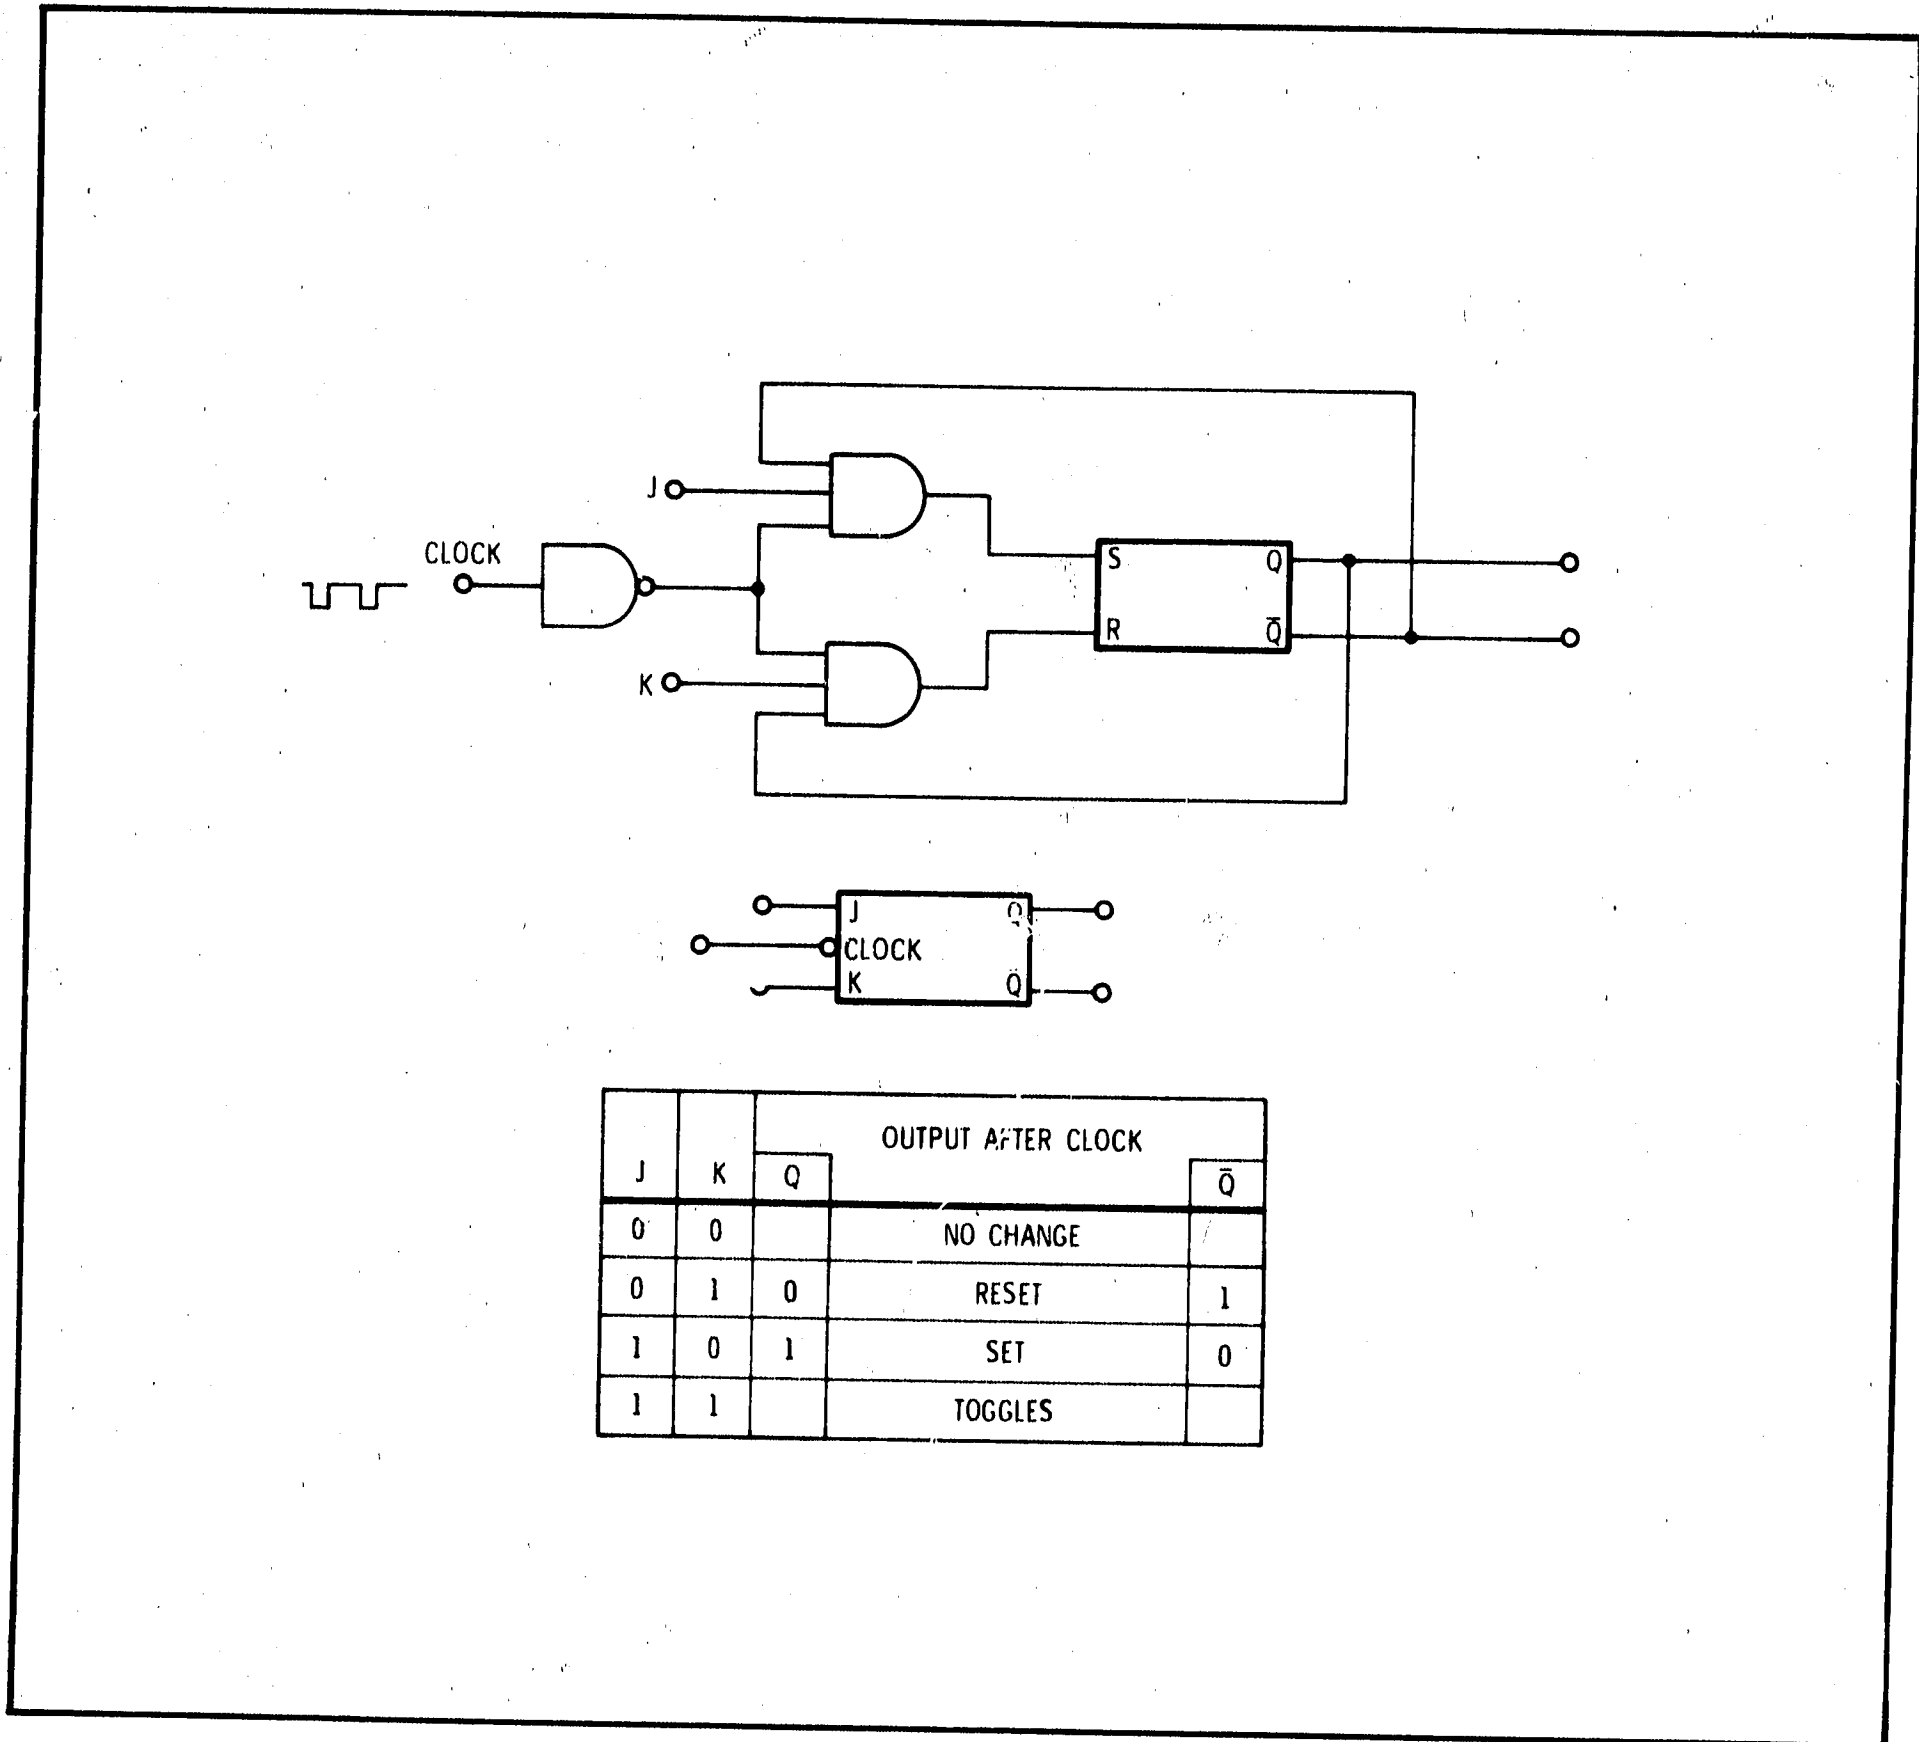 J
CLOCK
S Q
R Q̅
K
J Q
CLOCK
K Q̅
OUTPUT AFTER CLOCK
J K Q Q̅
0 0 NO CHANGE
0 1 0 RESET 1
1 0 1 SET 0
1 1 TOGGLES